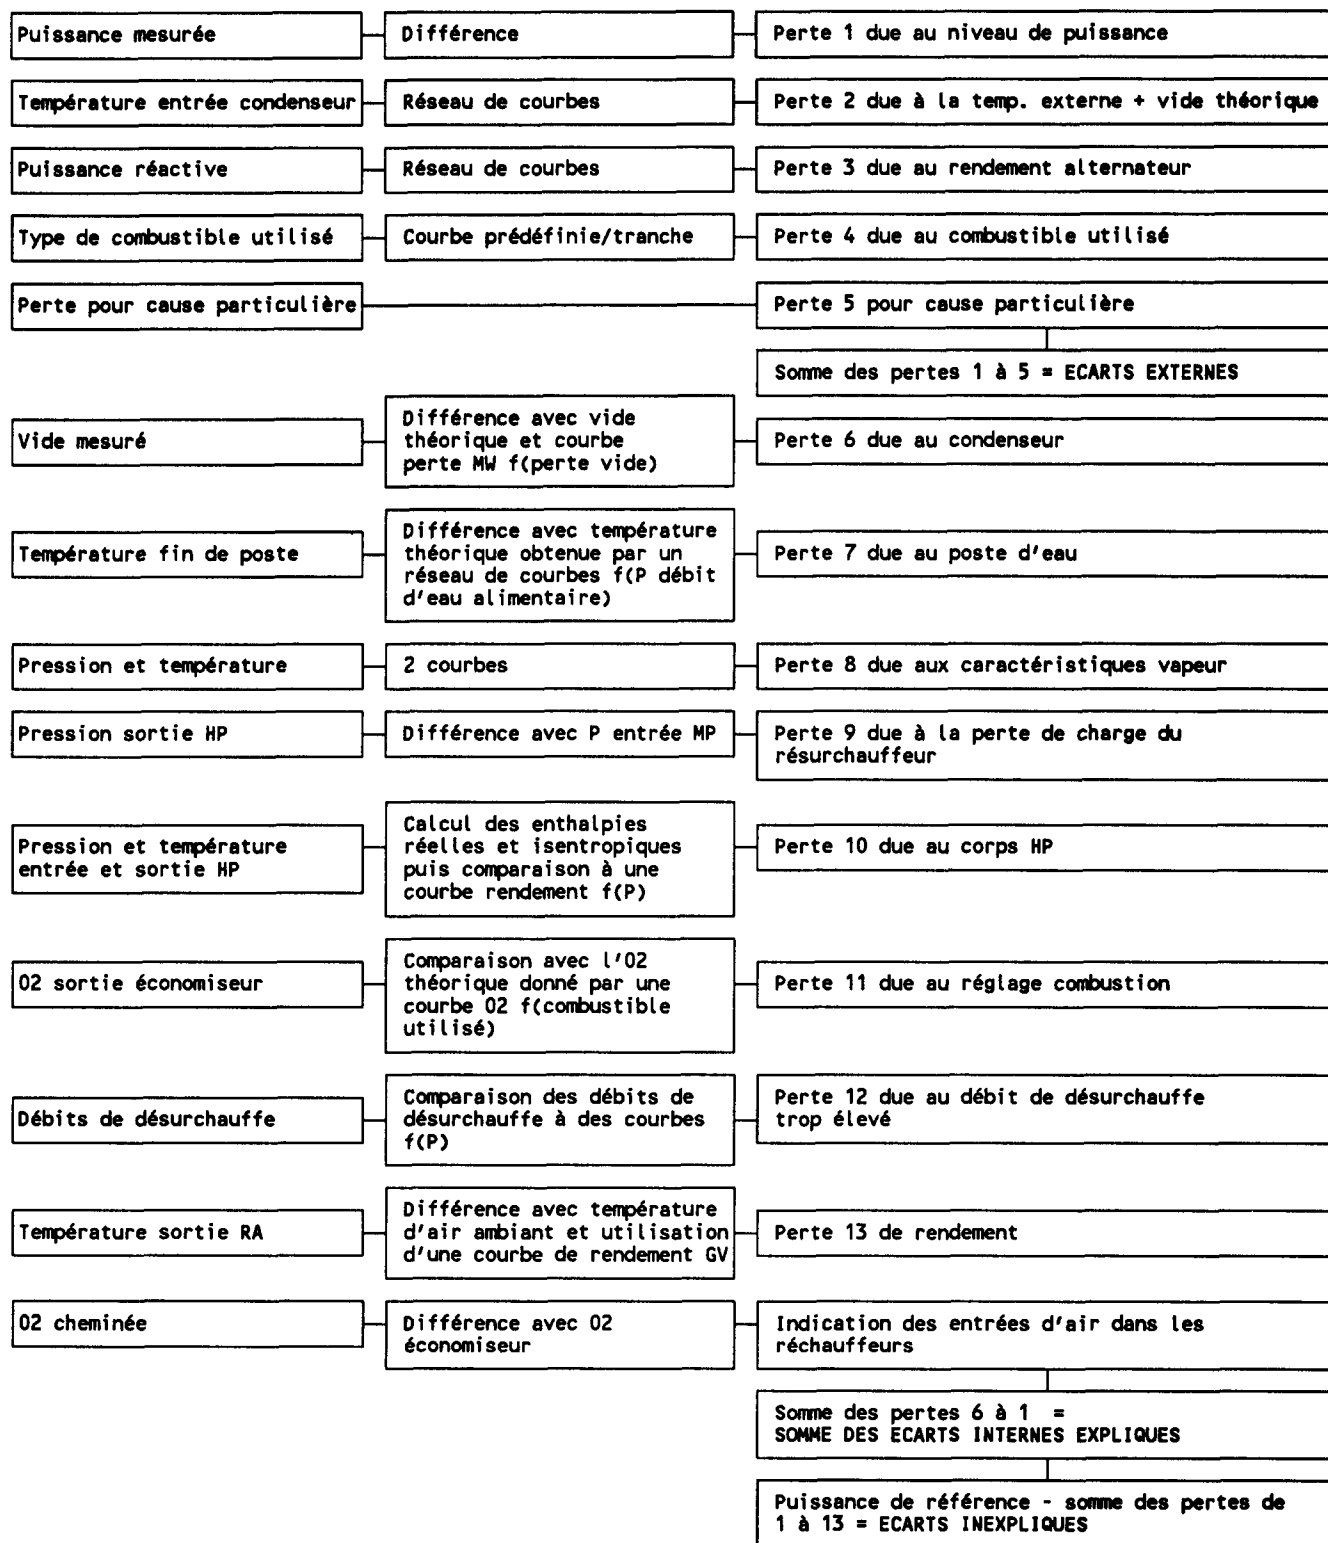 Puissance mesurée
Différence
Perte 1 due au niveau de puissance
Température entrée condenseur
Réseau de courbes
Perte 2 due à la temp. externe + vide théorique
Puissance réactive
Réseau de courbes
Perte 3 due au rendement alternateur
Type de combustible utilisé
Courbe prédéfinie/tranche
Perte 4 due au combustible utilisé
Perte pour cause particulière
Perte 5 pour cause particulière
Somme des pertes 1 à 5 = ECARTS EXTERNES
Vide mesuré
Différence avec vide
théorique et courbe
perte MW f(perte vide)
Perte 6 due au condenseur
Température fin de poste
Différence avec température
théorique obtenue par un
réseau de courbes f(P débit
d'eau alimentaire)
Perte 7 due au poste d'eau
Pression et température
2 courbes
Perte 8 due aux caractéristiques vapeur
Pression sortie HP
Différence avec P entrée MP
Perte 9 due à la perte de charge du
résurchauffeur
Pression et température
entrée et sortie HP
Calcul des enthalpies
réelles et isentropiques
puis comparaison à une
courbe rendement f(P)
Perte 10 due au corps HP
O2 sortie économiseur
Comparaison avec l'O2
théorique donné par une
courbe O2 f(combustible
utilisé)
Perte 11 due au réglage combustion
Débits de désurchauffe
Comparaison des débits de
désurchauffe à des courbes
f(P)
Perte 12 due au débit de désurchauffe
trop élevé
Température sortie RA
Différence avec température
d'air ambiant et utilisation
d'une courbe de rendement GV
Perte 13 de rendement
O2 cheminée
Différence avec O2
économiseur
Indication des entrées d'air dans les
réchauffeurs
Somme des pertes 6 à 1 =
SOMME DES ECARTS INTERNES EXPLIQUES
Puissance de référence - somme des pertes de
1 à 13 = ECARTS INEXPLIQUES